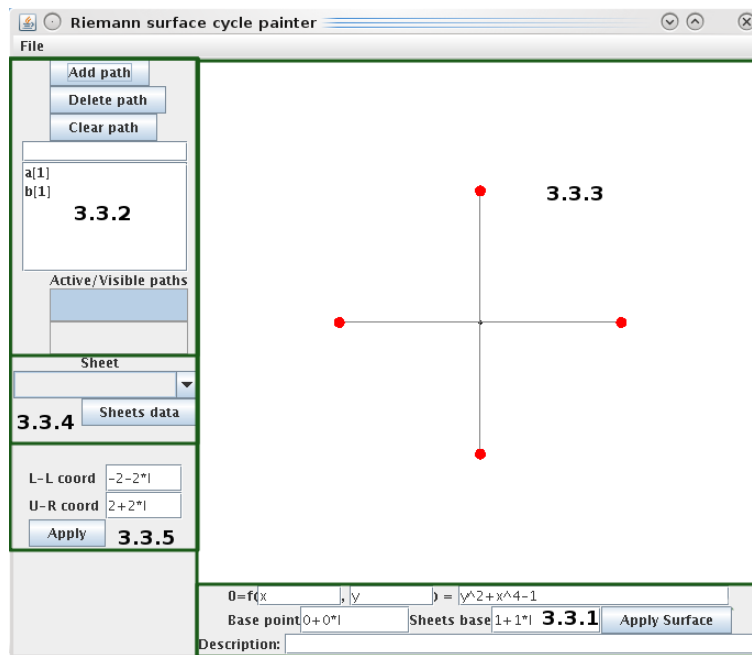 Riemann surface cycle painter
File
Add path
Delete path
Clear path
a[1]
b[1]
3.3.2
3.3.3
Active/Visible paths
Sheet
Sheets data
3.3.4
L-L coord -2-2*I
U-R coord 2+2*I
Apply 3.3.5
0=f(x , y ) = y^2+x^4-1
Base point 0+0*I Sheets base 1+1*I 3.3.1 Apply Surface
Description: